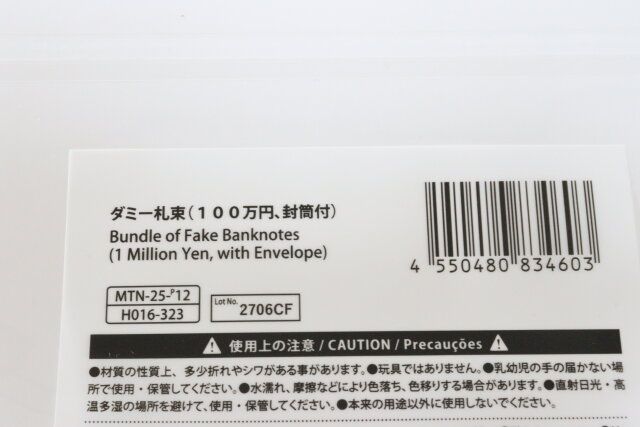 ダミー札束(１００万円、封筒付)
Bundle of Fake Banknotes
(1 Million Yen, with Envelope)
4 550480 834603
MTN-25-P12
H016-323
Lot No. 2706CF
使用上の注意 / CAUTION / Precauções
●材質の性質上、多少折れやシワがある事があります。●玩具ではありません。●乳幼児の手の届かない場
所で使用・保管してください。●水濡れ、摩擦などにより色落ち、色移りする場合があります。●直射日光・高
温多湿の場所を避けて、使用・保管してください。●本来の用途以外に使用しないでください。